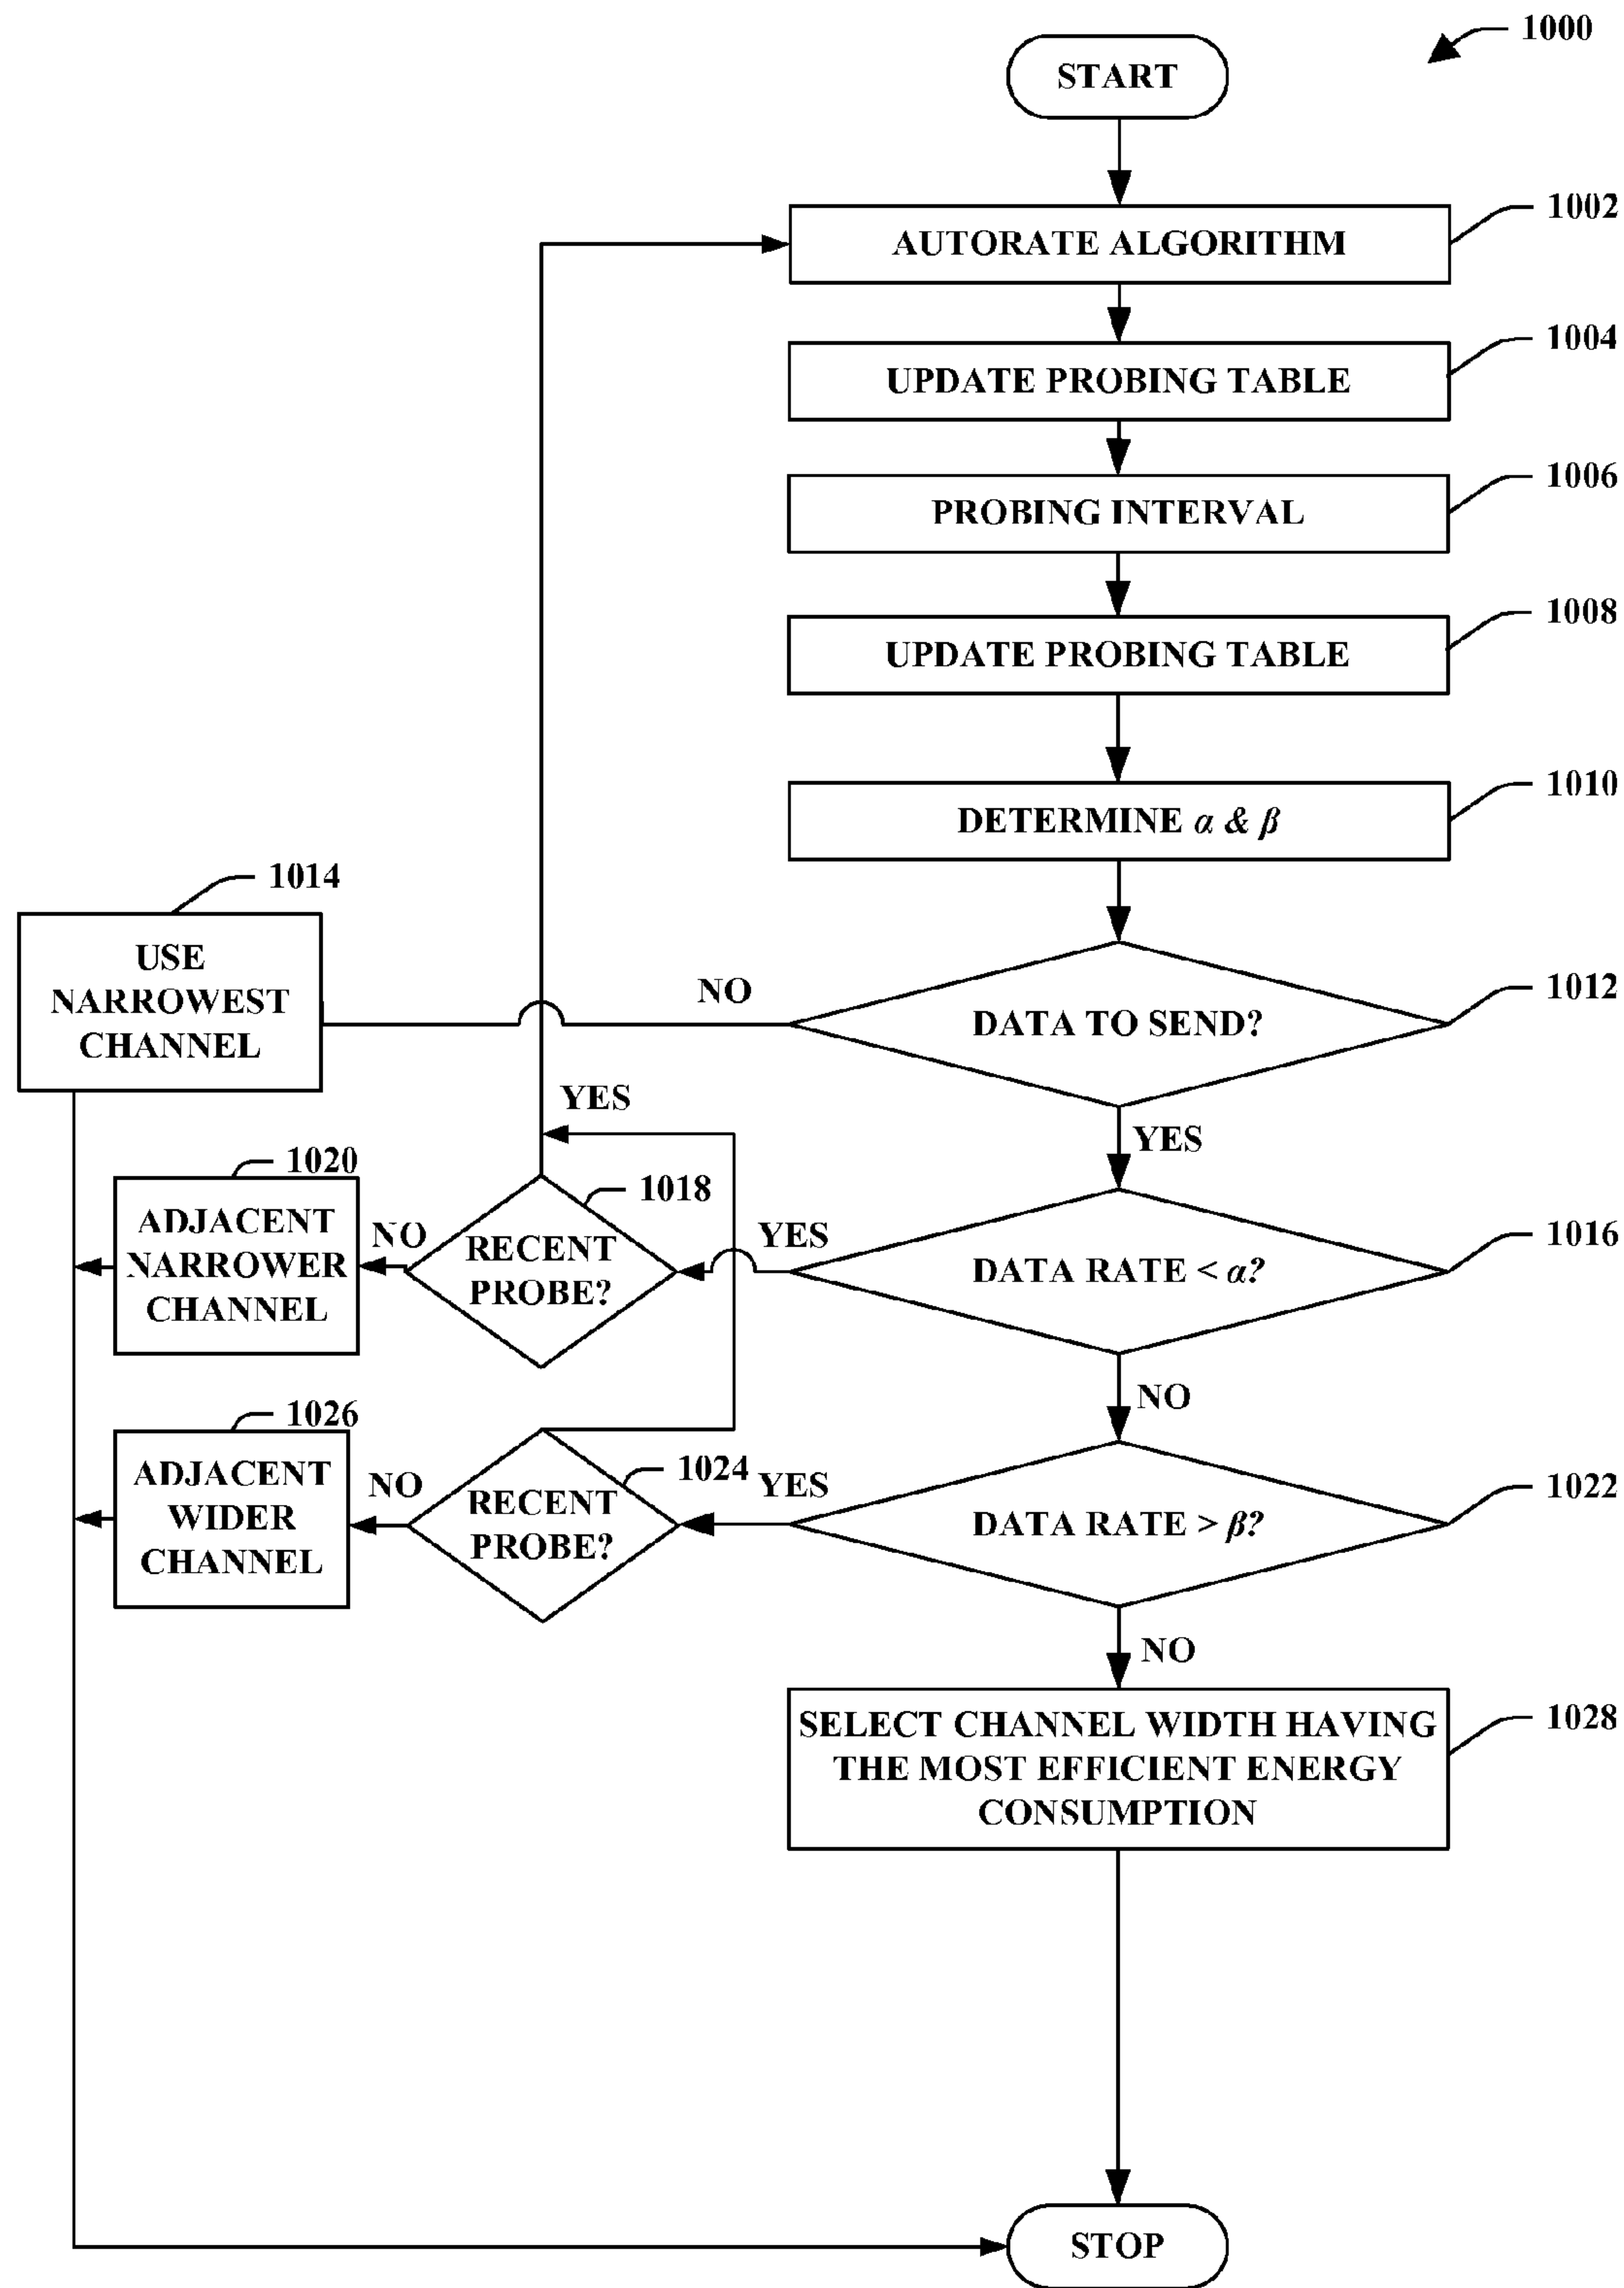 1000
START
1002
AUTORATE ALGORITHM
1004
UPDATE PROBING TABLE
1006
PROBING INTERVAL
1008
UPDATE PROBING TABLE
1010
DETERMINE α & β
1014
USE
NARROWEST
CHANNEL
NO
1012
DATA TO SEND?
YES
YES
1020
ADJACENT
NARROWER
CHANNEL
NO
1018
RECENT
PROBE?
YES
1016
DATA RATE < α?
NO
1026
ADJACENT
WIDER
CHANNEL
NO
1024
RECENT
PROBE?
YES
1022
DATA RATE > β?
NO
1028
SELECT CHANNEL WIDTH HAVING
THE MOST EFFICIENT ENERGY
CONSUMPTION
STOP